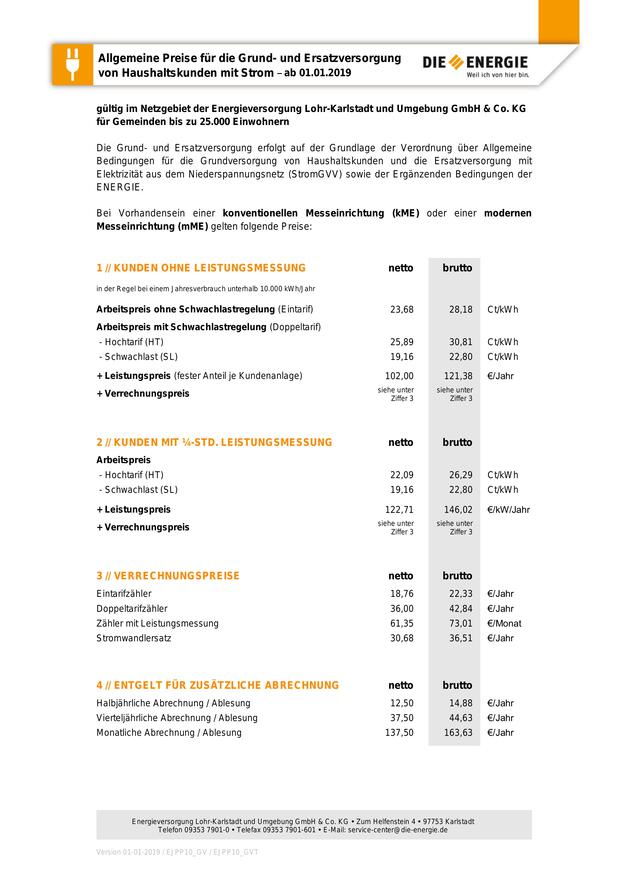 Allgemeine Preise für die Grund- und Ersatzversorgung
von Haushaltskunden mit Strom – ab 01.01.2019
DIE ENERGIE
Weil ich von hier bin.
gültig im Netzgebiet der Energieversorgung Lohr-Karlstadt und Umgebung GmbH & Co. KG
für Gemeinden bis zu 25.000 Einwohnern
Die Grund- und Ersatzversorgung erfolgt auf der Grundlage der Verordnung über Allgemeine
Bedingungen für die Grundversorgung von Haushaltskunden und die Ersatzversorgung mit
Elektrizität aus dem Niederspannungsnetz (StromGVV) sowie der Ergänzenden Bedingungen der
ENERGIE.
Bei Vorhandensein einer konventionellen Messeinrichtung (kME) oder einer modernen
Messeinrichtung (mME) gelten folgende Preise:
1 // KUNDEN OHNE LEISTUNGSMESSUNG netto brutto
in der Regel bei einem Jahresverbrauch unterhalb 10.000 kWh/Jahr
Arbeitspreis ohne Schwachlastregelung (Eintarif) 23,68 28,18 Ct/kWh
Arbeitspreis mit Schwachlastregelung (Doppeltarif)
- Hochtarif (HT) 25,89 30,81 Ct/kWh
- Schwachlast (SL) 19,16 22,80 Ct/kWh
+ Leistungspreis (fester Anteil je Kundenanlage) 102,00 121,38 €/Jahr
+ Verrechnungspreis siehe unter Ziffer 3 siehe unter Ziffer 3
2 // KUNDEN MIT ¼-STD. LEISTUNGSMESSUNG netto brutto
Arbeitspreis
- Hochtarif (HT) 22,09 26,29 Ct/kWh
- Schwachlast (SL) 19,16 22,80 Ct/kWh
+ Leistungspreis 122,71 146,02 €/kW/Jahr
+ Verrechnungspreis siehe unter Ziffer 3 siehe unter Ziffer 3
3 // VERRECHNUNGSPREISE netto brutto
Eintarifzähler 18,76 22,33 €/Jahr
Doppeltarifzähler 36,00 42,84 €/Jahr
Zähler mit Leistungsmessung 61,35 73,01 €/Monat
Stromwandlersatz 30,68 36,51 €/Jahr
4 // ENTGELT FÜR ZUSÄTZLICHE ABRECHNUNG netto brutto
Halbjährliche Abrechnung / Ablesung 12,50 14,88 €/Jahr
Vierteljährliche Abrechnung / Ablesung 37,50 44,63 €/Jahr
Monatliche Abrechnung / Ablesung 137,50 163,63 €/Jahr
Energieversorgung Lohr-Karlstadt und Umgebung GmbH & Co. KG • Zum Helfenstein 4 • 97753 Karlstadt
Telefon 09353 7901-0 • Telefax 09353 7901-601 • E-Mail: service-center@die-energie.de
Version 01-01-2019 / EJPP10_GV / EJPP10_GVT